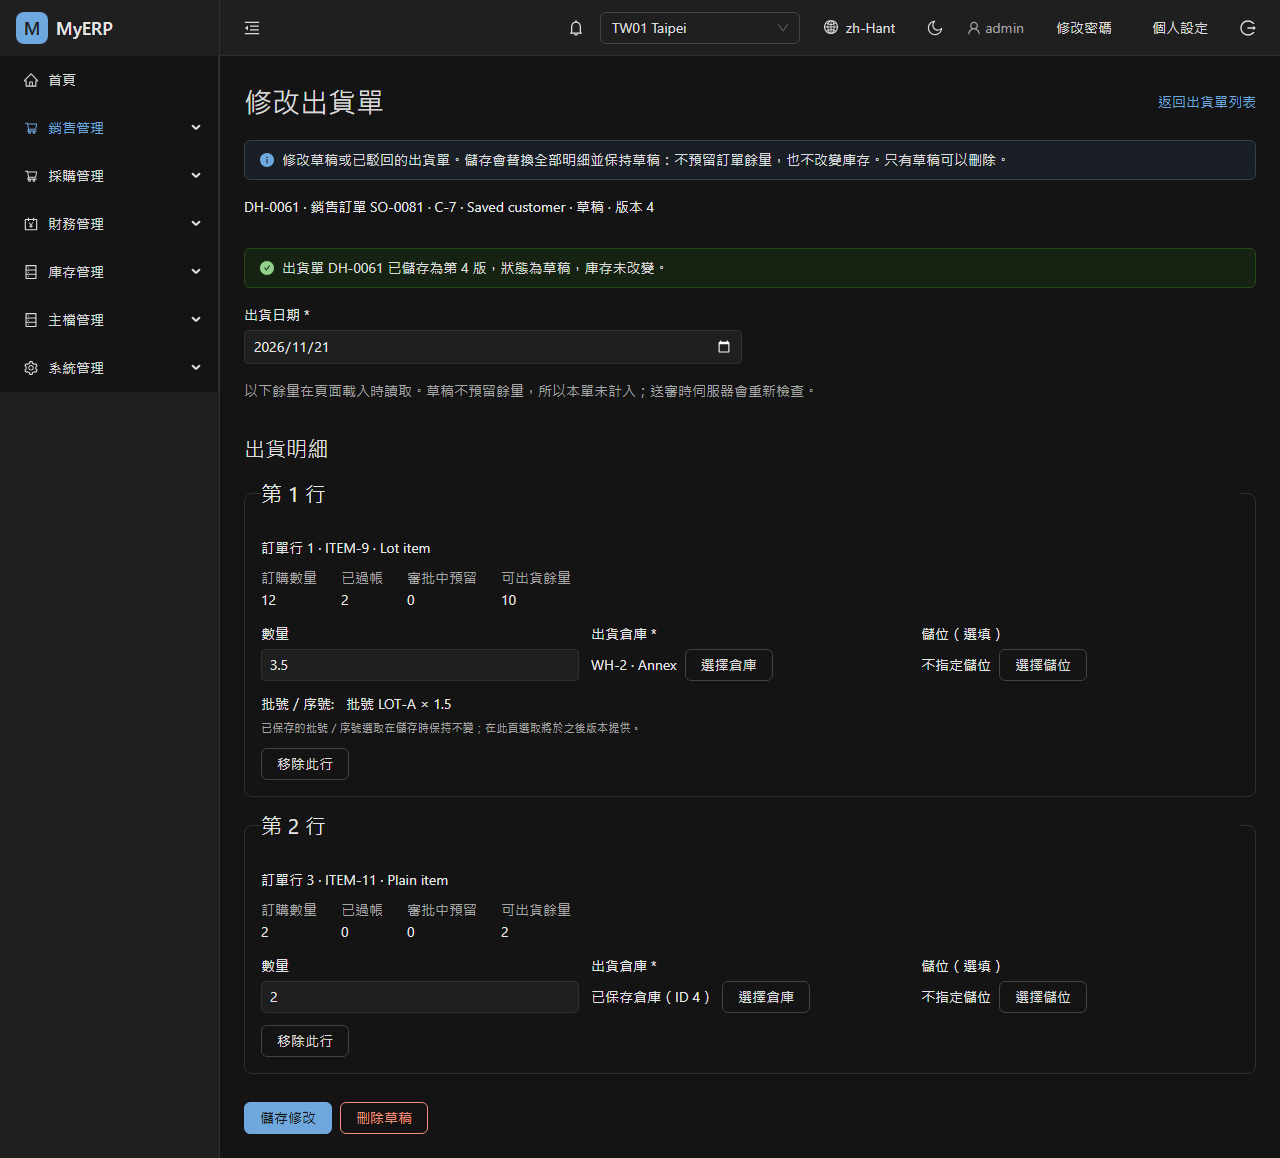 M MyERP
TW01 Taipei
zh-Hant
admin
修改密碼
個人設定
首頁
銷售管理
採購管理
財務管理
庫存管理
主檔管理
系統管理
修改出貨單
返回出貨單列表
修改草稿或已駁回的出貨單。儲存會替換全部明細並保持草稿：不預留訂單餘量，也不改變庫存。只有草稿可以刪除。
DH-0061 · 銷售訂單 SO-0081 · C-7 · Saved customer · 草稿 · 版本 4
出貨單 DH-0061 已儲存為第 4 版，狀態為草稿，庫存未改變。
出貨日期 *
2026/11/21
以下餘量在頁面載入時讀取。草稿不預留餘量，所以本單未計入；送審時伺服器會重新檢查。
出貨明細
第 1 行
訂單行 1 · ITEM-9 · Lot item
訂購數量 已過帳 審批中預留 可出貨餘量
12 2 0 10
數量 出貨倉庫 * 儲位（選填）
3.5 WH-2 · Annex 選擇倉庫 不指定儲位 選擇儲位
批號 / 序號: 批號 LOT-A × 1.5
已保存的批號 / 序號選取在儲存時保持不變；在此頁選取將於之後版本提供。
移除此行
第 2 行
訂單行 3 · ITEM-11 · Plain item
訂購數量 已過帳 審批中預留 可出貨餘量
2 0 0 2
數量 出貨倉庫 * 儲位（選填）
2 已保存倉庫（ID 4） 選擇倉庫 不指定儲位 選擇儲位
移除此行
儲存修改 刪除草稿